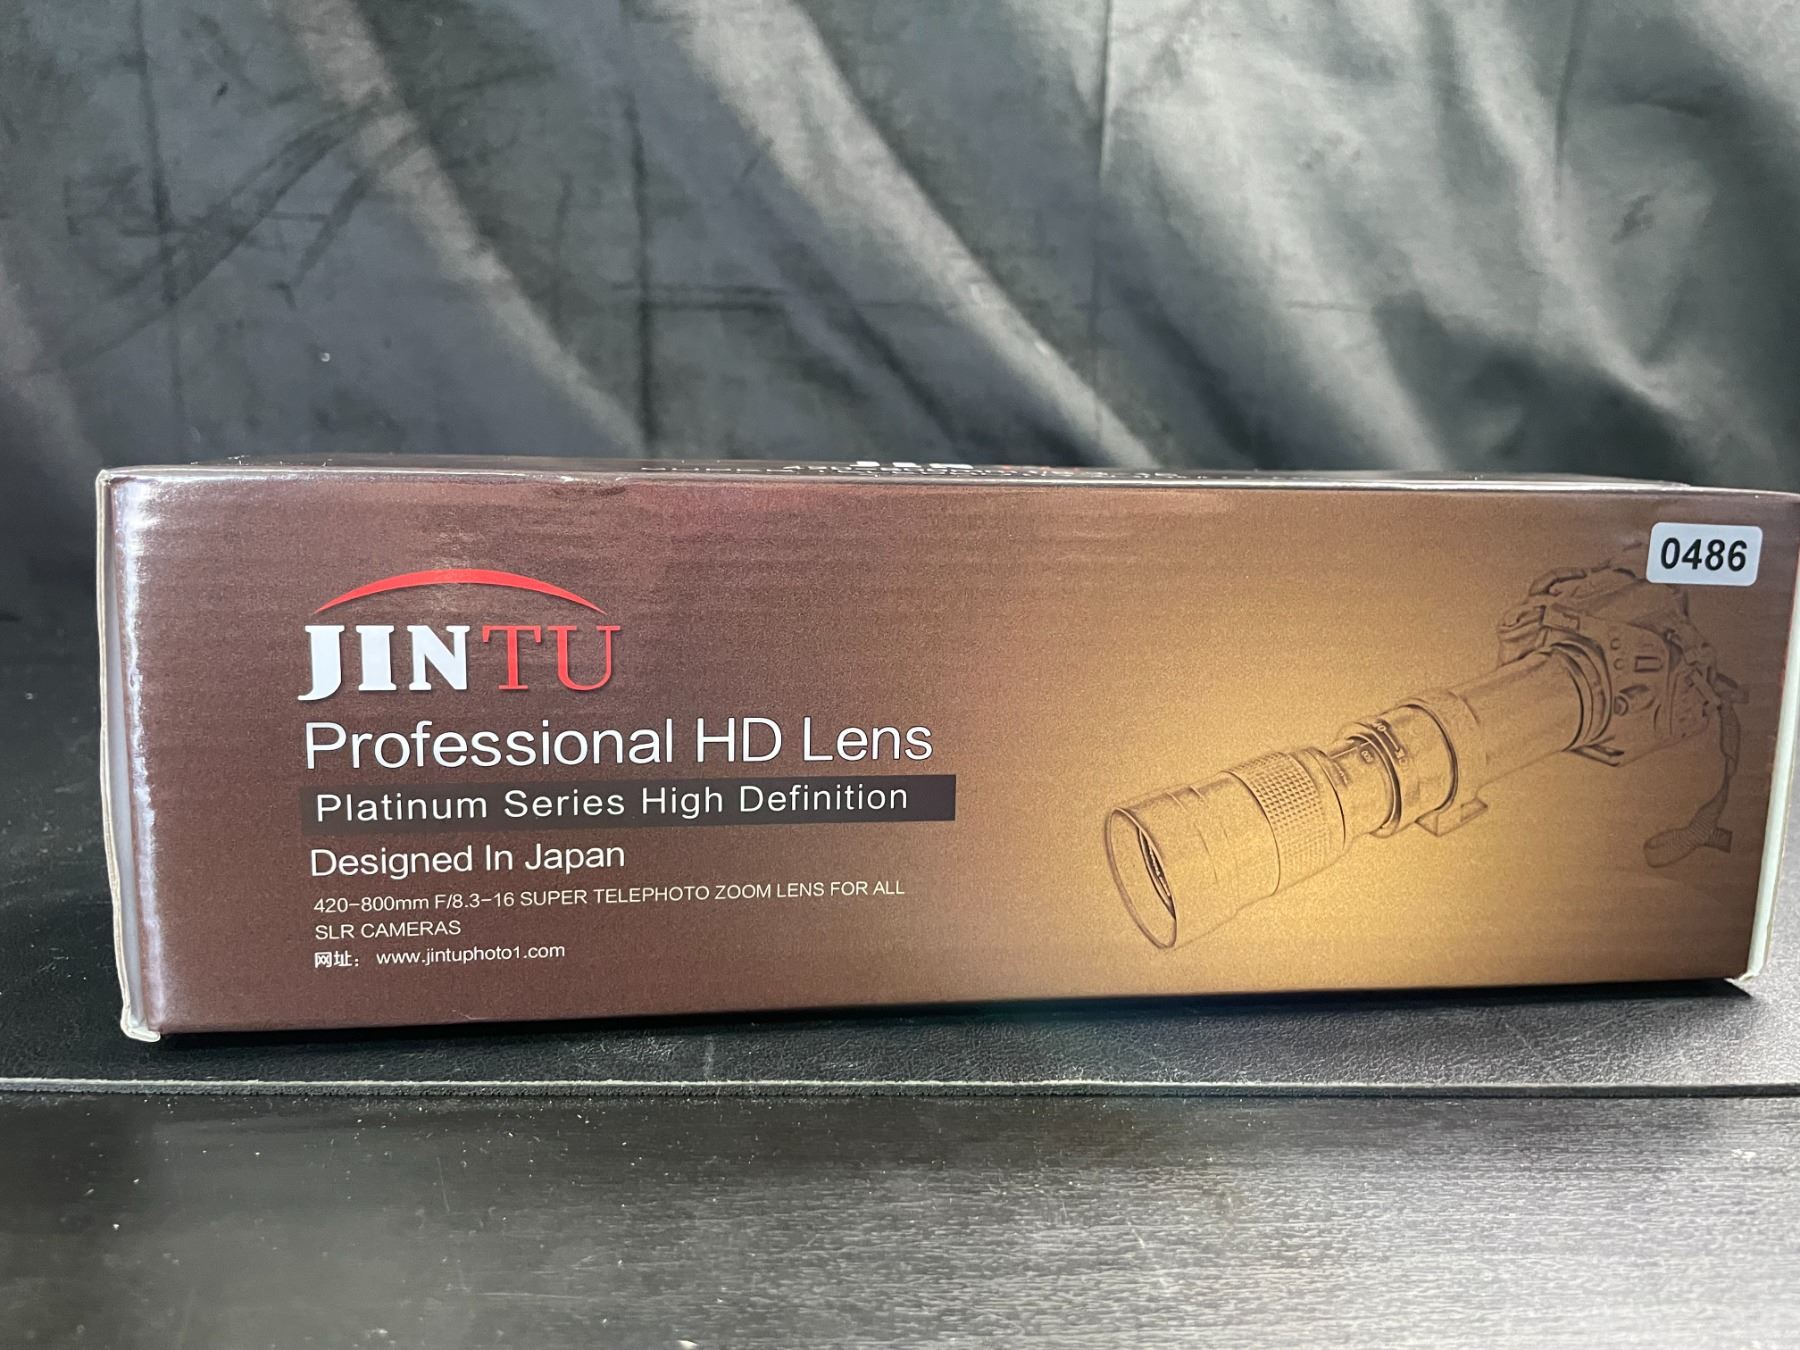 0486
JINTU
Professional HD Lens
Platinum Series High Definition
Designed In Japan
420-800mm F/8.3-16 SUPER TELEPHOTO ZOOM LENS FOR ALL
SLR CAMERAS
网址： www.jintuphoto1.com